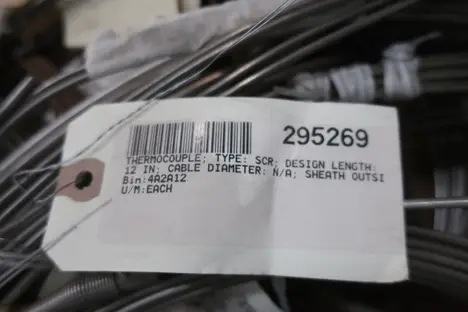 295269
THERMOCOUPLE; TYPE: SCR; DESIGN LENGTH:
12 IN; CABLE DIAMETER: N/A; SHEATH OUTSI
Bin:4A2A12
U/M:EACH